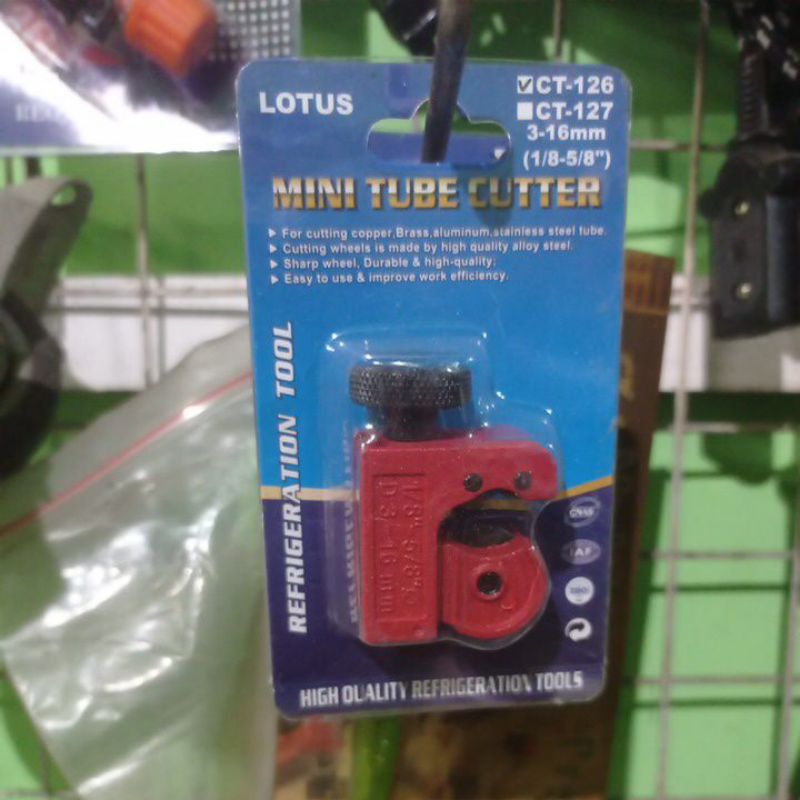 LOTUS
☑CT-126
CT-127
3-16mm
(1/8-5/8")
MINI TUBE CUTTER
For cutting copper,Brass,aluminum,stainless steel tube.
Cutting wheels is made by high quality alloy steel.
Sharp wheel, Durable & high-quality;
Easy to use & improve work efficiency.
REFRIGERATION TOOL
1/8"-5/8"
3-16mm
IAF
HIGH QUALITY REFRIGERATION TOOLS